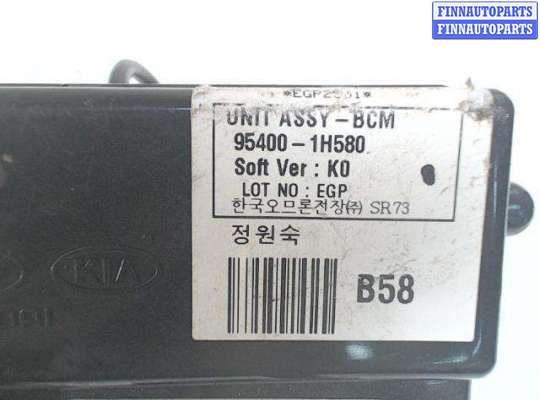 FINNAUTOPARTS
FINNAUTOPARTS
UNIT ASSY-BCM
95400-1H580
Soft Ver : K0
LOT NO : EGP
한국오므론전장㈜ SR73
정원숙
B58
KIA